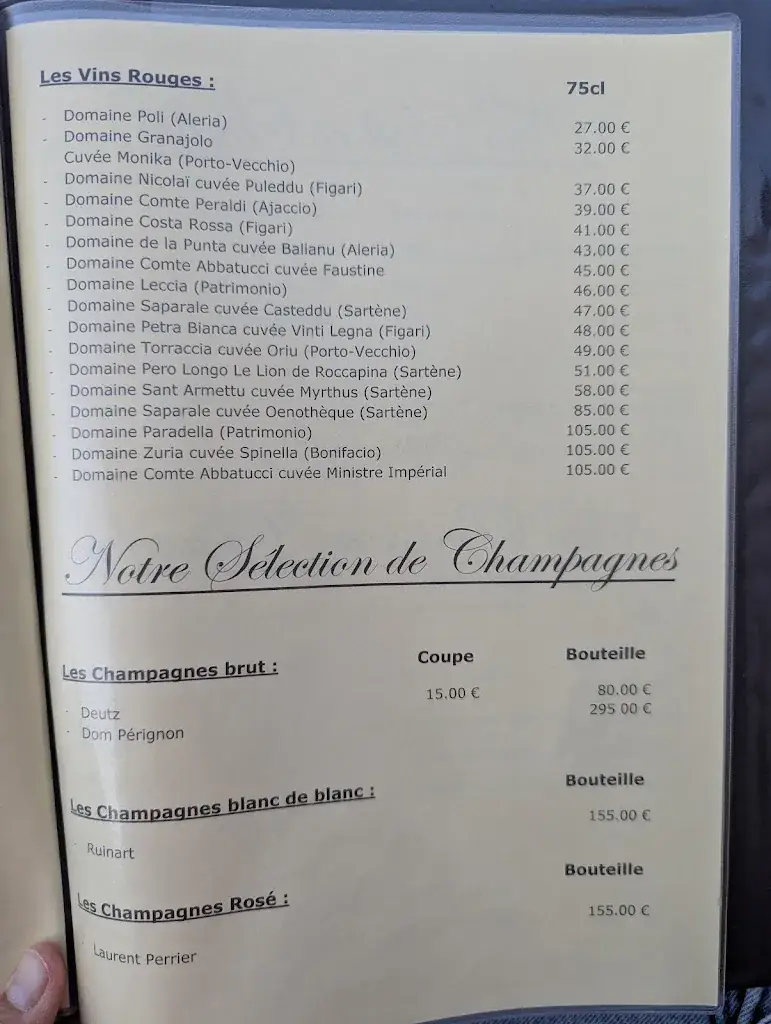 Les Vins Rouges : 75cl
- Domaine Poli (Aleria) 27.00 €
- Domaine Granajolo 32.00 €
Cuvée Monika (Porto-Vecchio)
- Domaine Nicolaï cuvée Puleddu (Figari) 37.00 €
- Domaine Comte Peraldi (Ajaccio) 39.00 €
- Domaine Costa Rossa (Figari) 41.00 €
- Domaine de la Punta cuvée Balianu (Aleria) 43.00 €
- Domaine Comte Abbatucci cuvée Faustine 45.00 €
- Domaine Leccia (Patrimonio) 46.00 €
- Domaine Saparale cuvée Casteddu (Sartène) 47.00 €
- Domaine Petra Bianca cuvée Vinti Legna (Figari) 48.00 €
- Domaine Torraccia cuvée Oriu (Porto-Vecchio) 49.00 €
- Domaine Pero Longo Le Lion de Roccapina (Sartène) 51.00 €
- Domaine Sant Armettu cuvée Myrthus (Sartène) 58.00 €
- Domaine Saparale cuvée Oenothèque (Sartène) 85.00 €
- Domaine Paradella (Patrimonio) 105.00 €
- Domaine Zuria cuvée Spinella (Bonifacio) 105.00 €
- Domaine Comte Abbatucci cuvée Ministre Impérial 105.00 €
Notre Sélection de Champagnes
Les Champagnes brut : Coupe Bouteille
- Deutz 15.00 € 80.00 €
- Dom Pérignon 295 00 €
Les Champagnes blanc de blanc : Bouteille
- Ruinart 155.00 €
Les Champagnes Rosé : Bouteille
Laurent Perrier 155.00 €